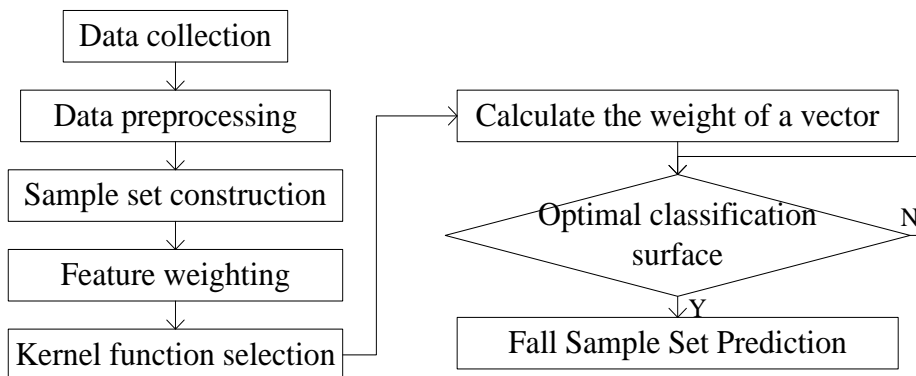 Data collection
Data preprocessing
Sample set construction
Feature weighting
Kernel function selection
Calculate the weight of a vector
Optimal classification
surface
N
Y
Fall Sample Set Prediction